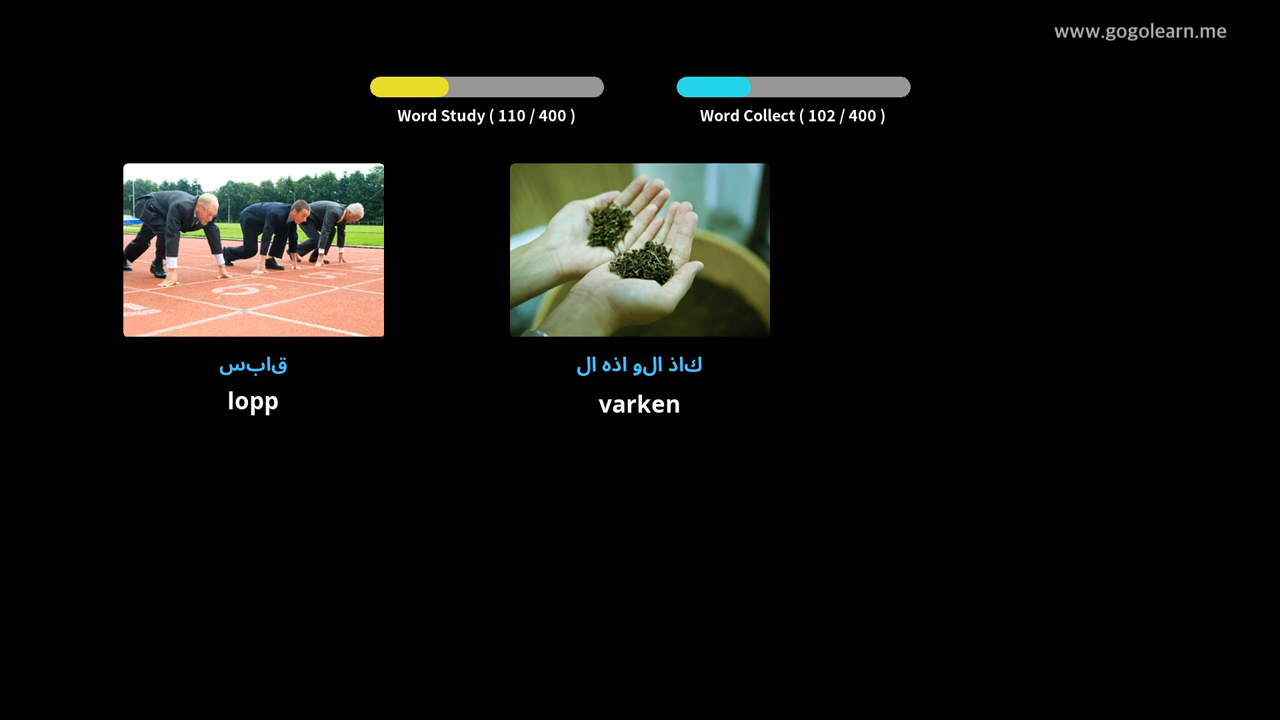 www.gogolearn.me
Word Study ( 110 / 400 )
Word Collect ( 102 / 400 )
قابس
lopp
كاذ الو اذه ال
varken